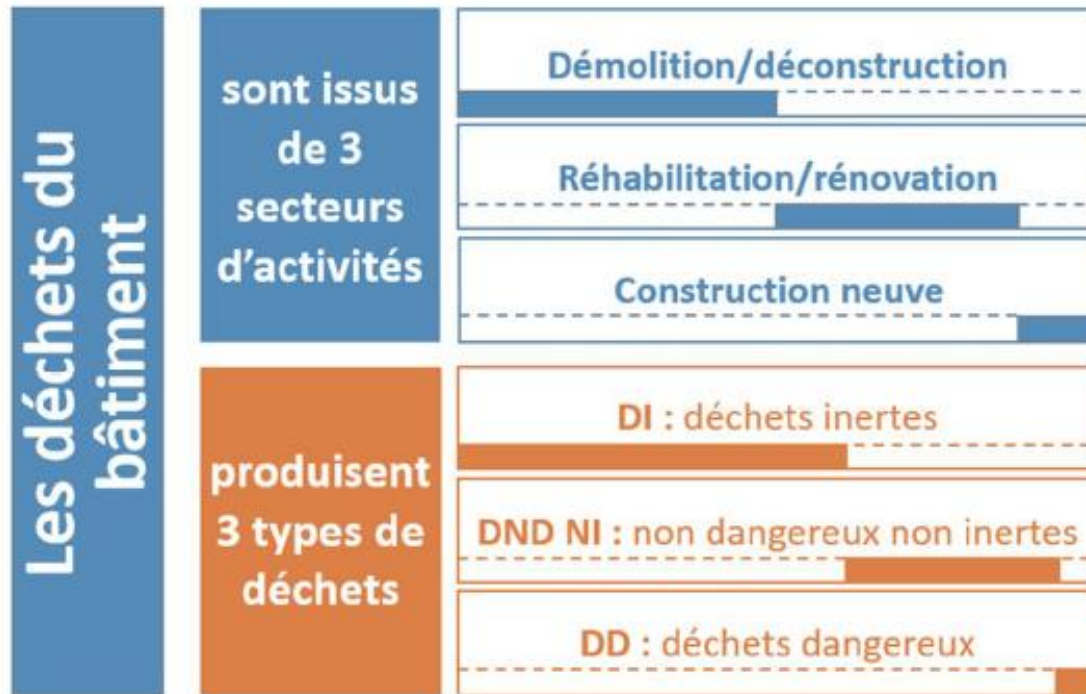 Les déchets du
bâtiment
sont issus
de 3
secteurs
d'activités
Démolition/déconstruction
Réhabilitation/rénovation
Construction neuve
produisent
3 types de
déchets
DI : déchets inertes
DND NI : non dangereux non inertes
DD : déchets dangereux